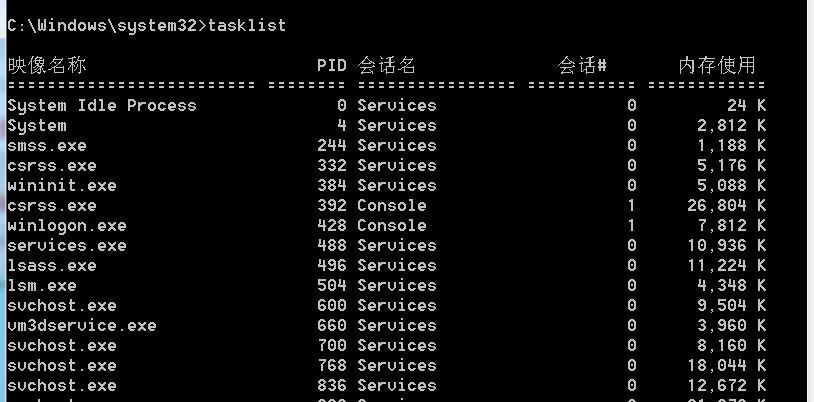 C:\Windows\system32>tasklist
映像名称 PID 会话名 会话# 内存使用
========================= ======== ================ =========== ============
System Idle Process 0 Services 0 24 K
System 4 Services 0 2,812 K
smss.exe 244 Services 0 1,188 K
csrss.exe 332 Services 0 5,176 K
wininit.exe 384 Services 0 5,088 K
csrss.exe 392 Console 1 26,804 K
winlogon.exe 428 Console 1 7,812 K
services.exe 488 Services 0 10,936 K
lsass.exe 496 Services 0 11,224 K
lsm.exe 504 Services 0 4,348 K
svchost.exe 600 Services 0 9,504 K
vm3dservice.exe 660 Services 0 3,960 K
svchost.exe 700 Services 0 8,160 K
svchost.exe 768 Services 0 18,044 K
svchost.exe 836 Services 0 12,672 K